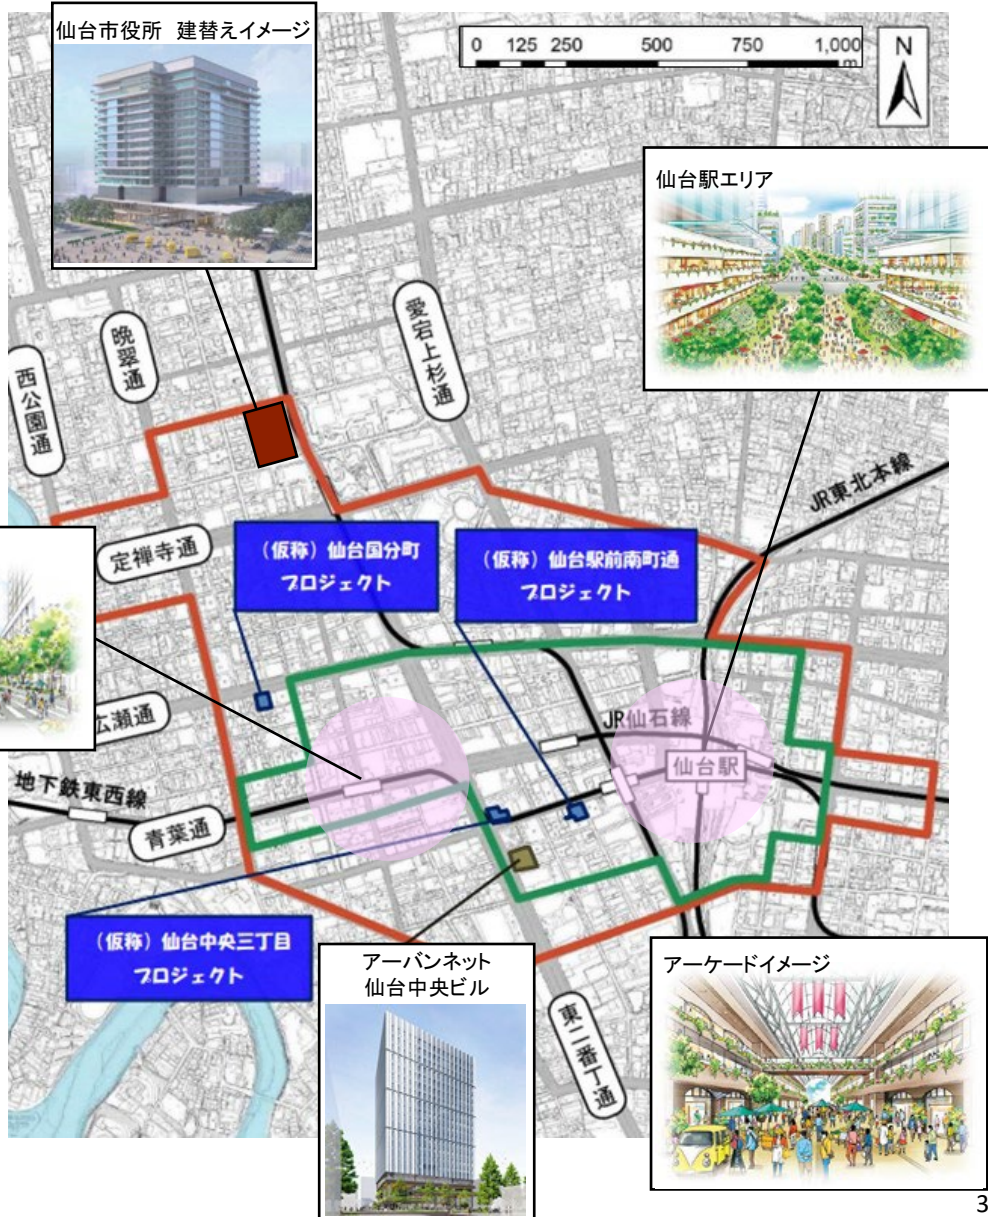 仙台市役所 建替えイメージ
0 125 250 500 750 1,000
m
N
仙台駅エリア
愛宕上杉通
晩翠通
西公園通
JR東北本線
定禅寺通
（仮称）仙台国分町
プロジェクト
（仮称）仙台駅前南町通
プロジェクト
広瀬通
JR仙石線
仙台駅
地下鉄東西線
青葉通
（仮称）仙台中央三丁目
プロジェクト
アーバンネット
仙台中央ビル
東二番丁通
アーケードイメージ
3